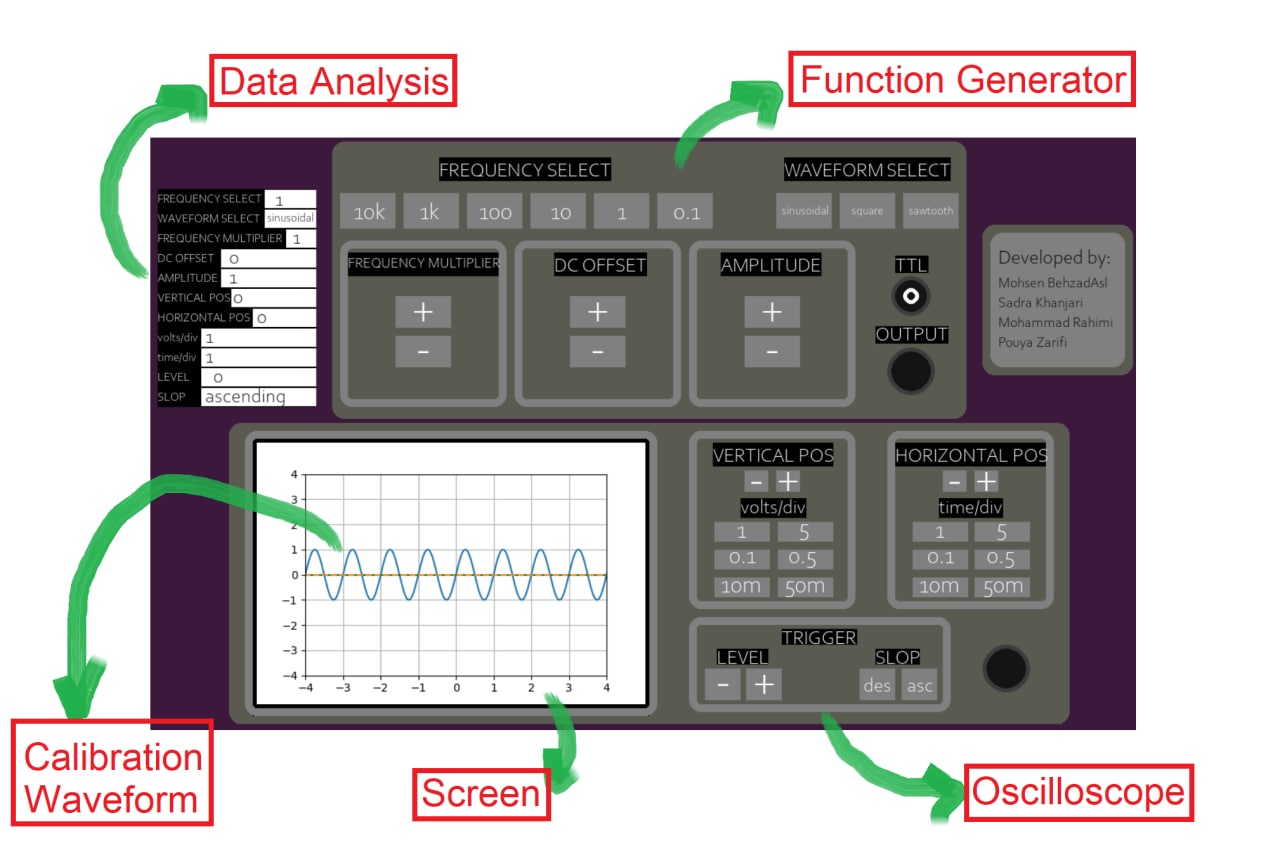 Data Analysis
Function Generator
FREQUENCY SELECT
WAVEFORM SELECT
10k 1k 100 10 1 0.1
sinusoidal square sawtooth
FREQUENCY SELECT 1
WAVEFORM SELECT sinusoidal
FREQUENCY MULTIPLIER 1
DC OFFSET 0
AMPLITUDE 1
VERTICAL POS 0
HORIZONTAL POS 0
volts/div 1
time/div 1
LEVEL 0
SLOP ascending
FREQUENCY MULTIPLIER
+
-
DC OFFSET
+
-
AMPLITUDE
+
-
TTL
OUTPUT
Developed by:
Mohsen BehzadAsl
Sadra Khanjari
Mohammad Rahimi
Pouya Zarifi
4
3
2
1
0
−1
−2
−3
−4
−4 −3 −2 −1 0 1 2 3 4
VERTICAL POS
- +
volts/div
1 5
0.1 0.5
10m 50m
HORIZONTAL POS
- +
time/div
1 5
0.1 0.5
10m 50m
TRIGGER
LEVEL SLOP
- + des asc
Calibration
Waveform
Screen
Oscilloscope